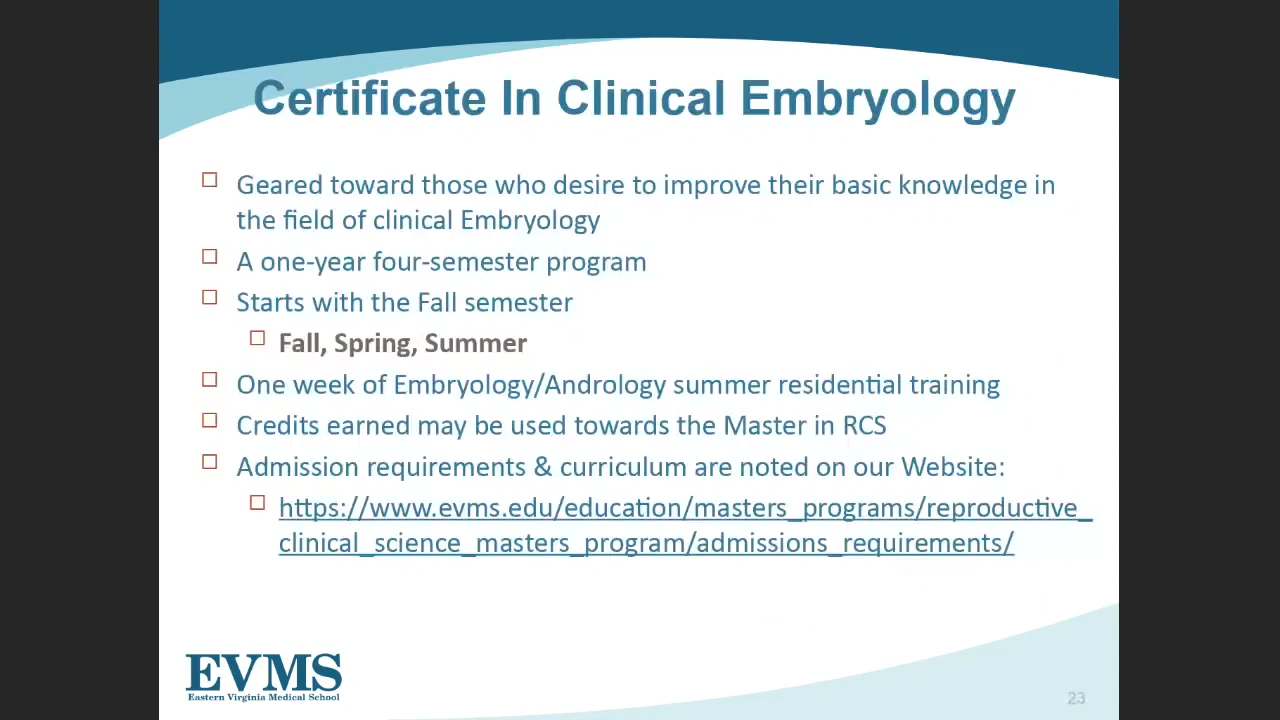 Certificate In Clinical Embryology
Geared toward those who desire to improve their basic knowledge in
the field of clinical Embryology
A one-year four-semester program
Starts with the Fall semester
Fall, Spring, Summer
One week of Embryology/Andrology summer residential training
Credits earned may be used towards the Master in RCS
Admission requirements & curriculum are noted on our Website:
https://www.evms.edu/education/masters_programs/reproductive_
clinical_science_masters_program/admissions_requirements/
EVMS
Eastern Virginia Medical School
23